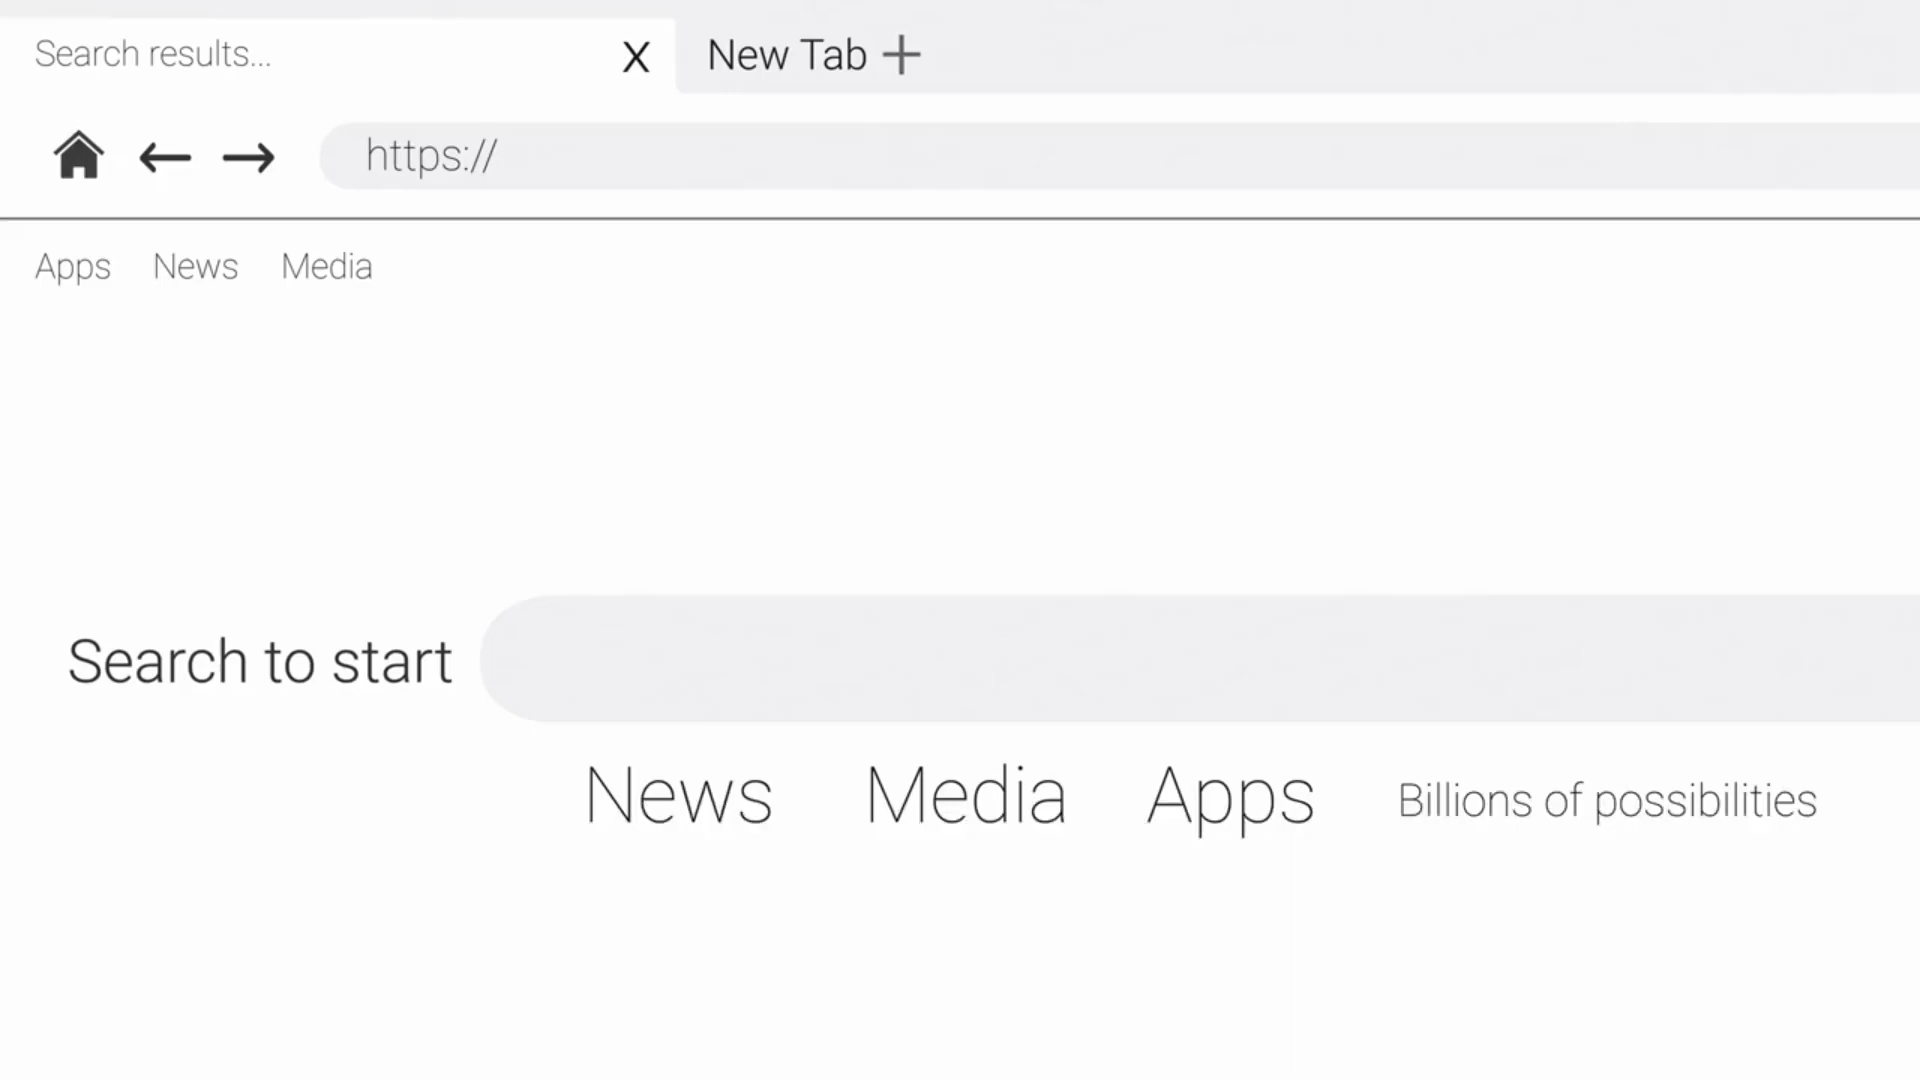 Search results... X New Tab +
https://
Apps News Media
Search to start
News Media Apps Billions of possibilities